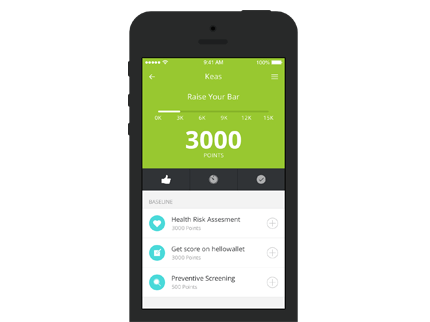 9:41 AM
100%
Keas
Raise Your Bar
0K 3K 6K 9K 12K 15K
3000
POINTS
BASELINE
Health Risk Assesment
3000 Points
Get score on hellowallet
3000 Points
Preventive Screening
500 Points